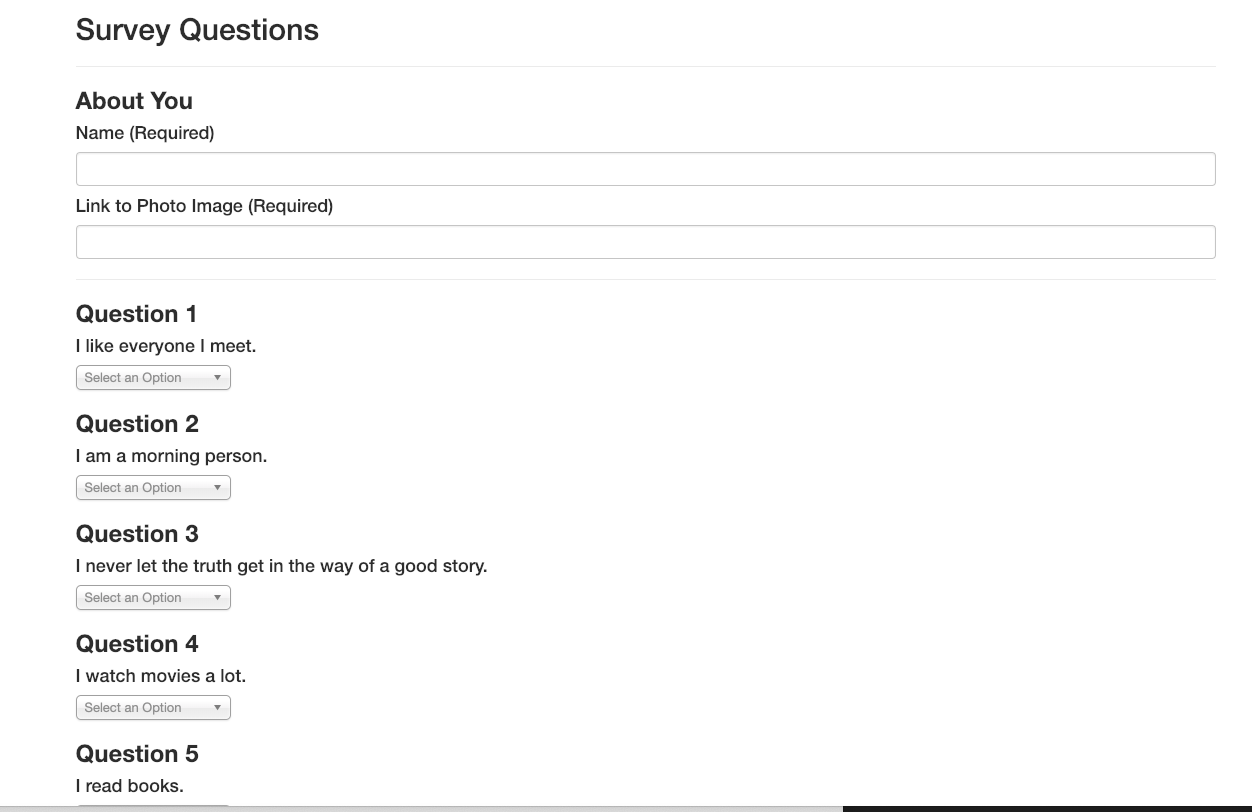 Survey Questions
About You
Name (Required)
Link to Photo Image (Required)
Question 1
I like everyone I meet.
Select an Option
Question 2
I am a morning person.
Select an Option
Question 3
I never let the truth get in the way of a good story.
Select an Option
Question 4
I watch movies a lot.
Select an Option
Question 5
I read books.